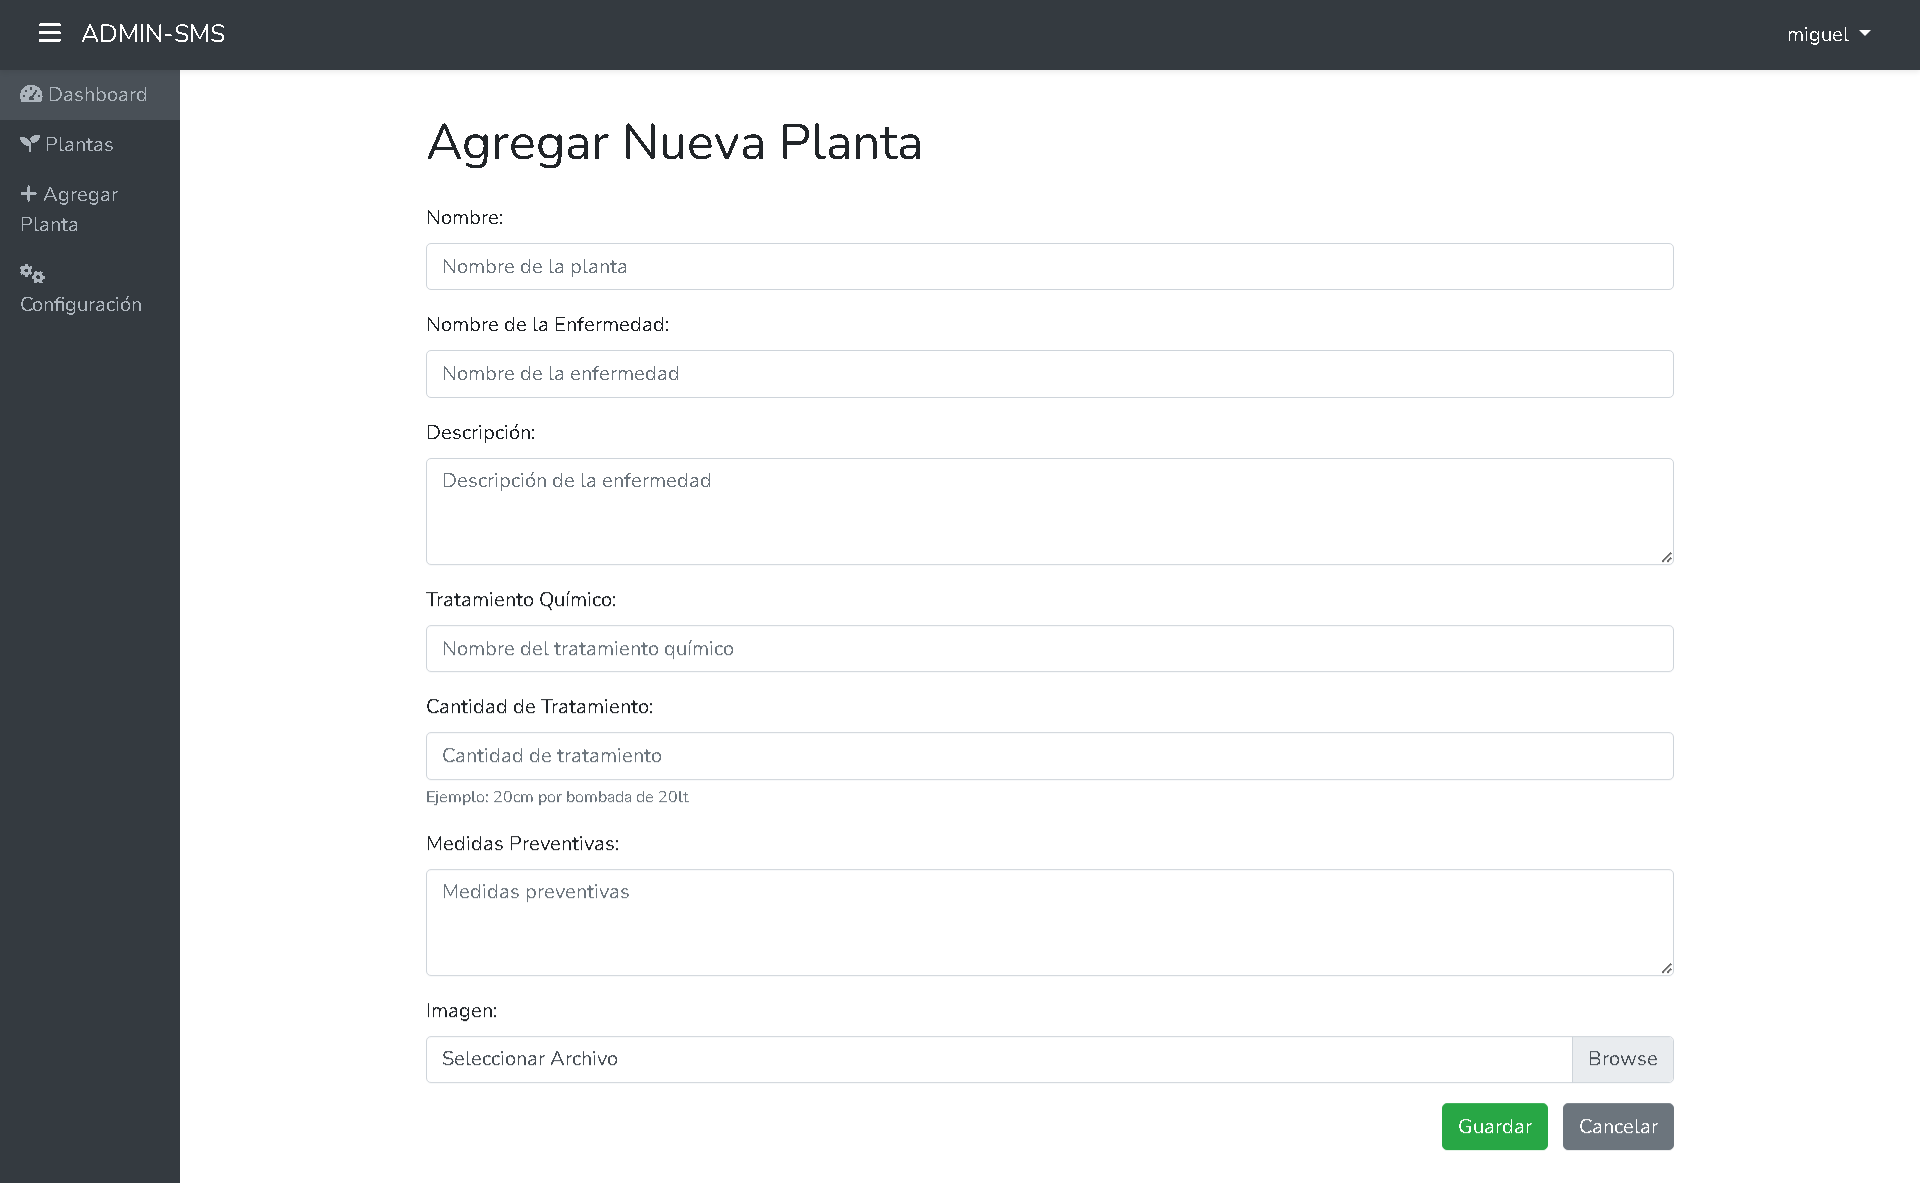 ADMIN-SMS
miguel
Dashboard
Plantas
Agregar
Planta
Configuración
Agregar Nueva Planta
Nombre:
Nombre de la planta
Nombre de la Enfermedad:
Nombre de la enfermedad
Descripción:
Descripción de la enfermedad
Tratamiento Químico:
Nombre del tratamiento químico
Cantidad de Tratamiento:
Cantidad de tratamiento
Ejemplo: 20cm por bombada de 20lt
Medidas Preventivas:
Medidas preventivas
Imagen:
Seleccionar Archivo
Browse
Guardar
Cancelar